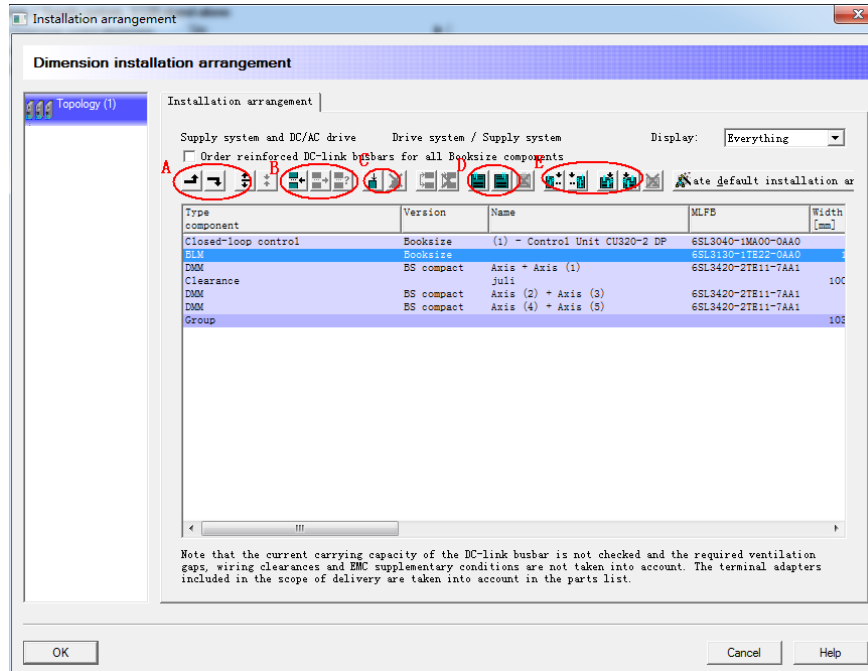 Installation arrangement
Dimension installation arrangement
Topology (1)
Installation arrangement
Supply system and DC/AC drive Drive system / Supply system Display: Everything
Order reinforced DC-link busbars for all Booksize components
A B C D E
ate default installation ar
Type component Version Name MLFB Width [mm]
Closed-loop control Booksize (1) - Control Unit CU320-2 DP 6SL3040-1MA00-0AA0
BLM Booksize 6SL3130-1TE22-0AA0 1
DMM BS compact Axis + Axis (1) 6SL3420-2TE11-7AA1
Clearance juli 100
DMM BS compact Axis (2) + Axis (3) 6SL3420-2TE11-7AA1
DMM BS compact Axis (4) + Axis (5) 6SL3420-2TE11-7AA1
Group 103
Note that the current carrying capacity of the DC-link busbar is not checked and the required ventilation
gaps, wiring clearances and EMC supplementary conditions are not taken into account. The terminal adapters
included in the scope of delivery are taken into account in the parts list.
OK Cancel Help